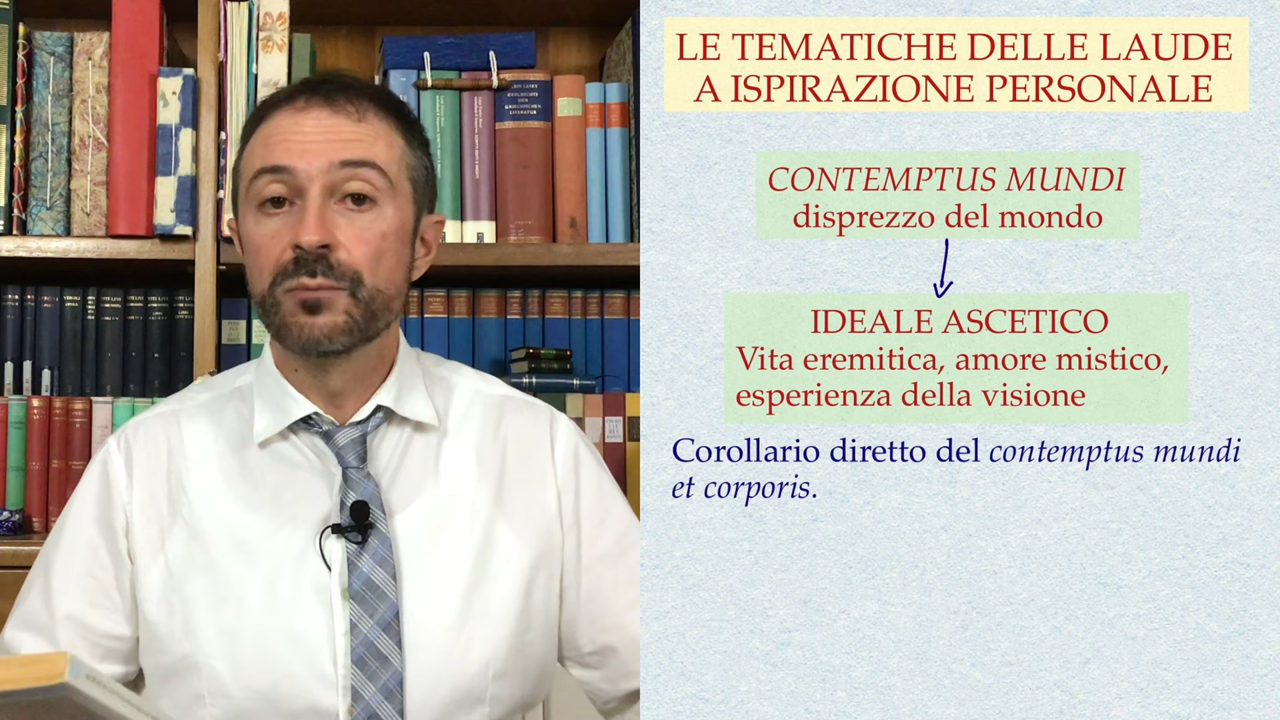 LE TEMATICHE DELLE LAUDE
A ISPIRAZIONE PERSONALE
CONTEMPTUS MUNDI
disprezzo del mondo
IDEALE ASCETICO
Vita eremitica, amore mistico,
esperienza della visione
Corollario diretto del contemptus mundi
et corporis.